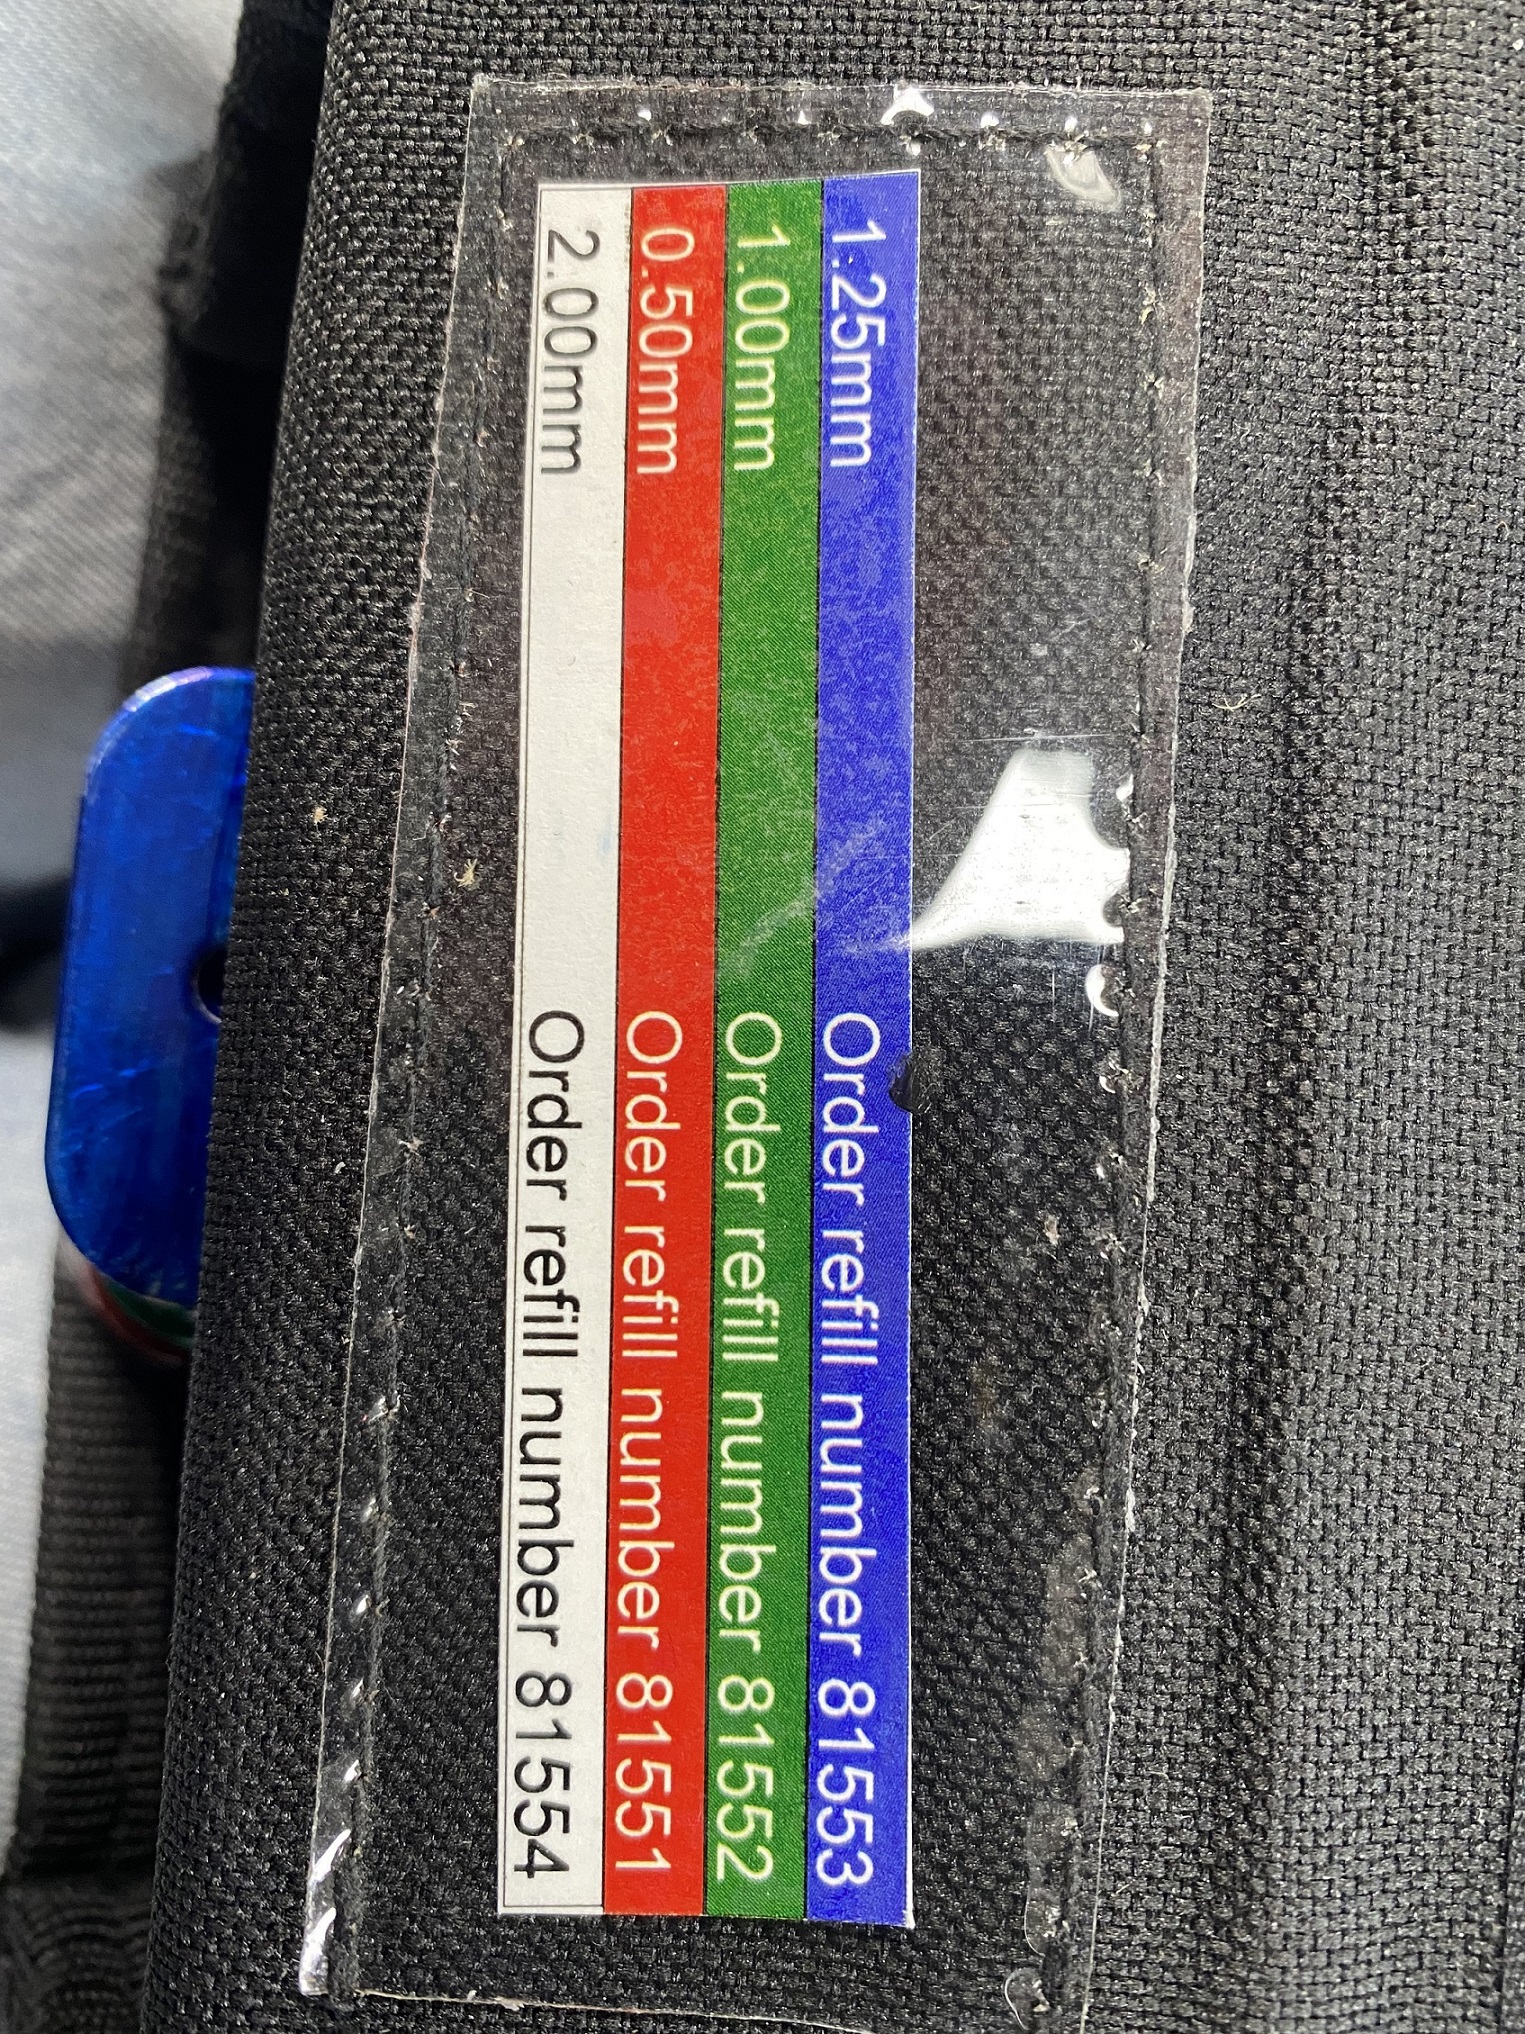 1.25mm Order refill number 81553
1.00mm Order refill number 81552
0.50mm Order refill number 81551
2.00mm Order refill number 81554